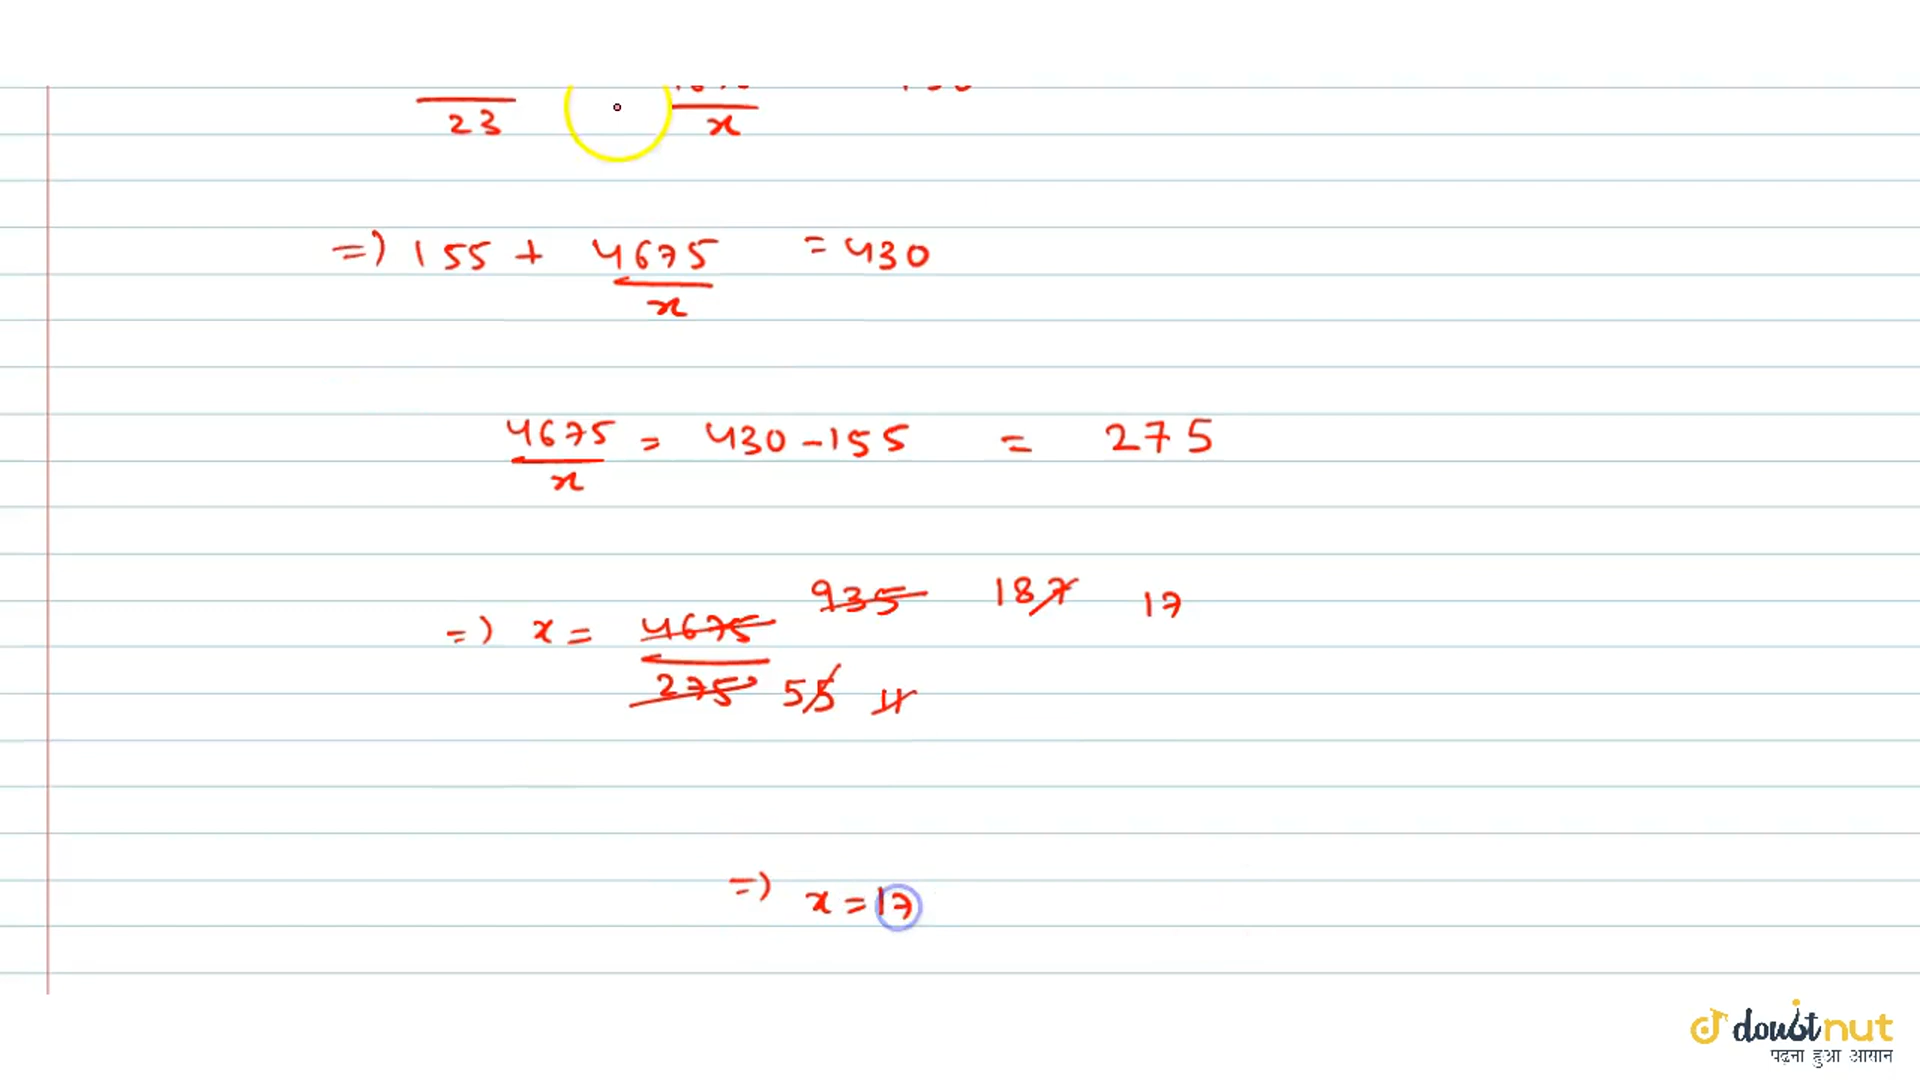 23 x
=) 155 + 4675/x = 430
4675/x = 430 - 155 = 275
935 187 17
=) x = 4675/275 55 11
=) x = 17
doubtnut
पढ़ना हुआ आसान